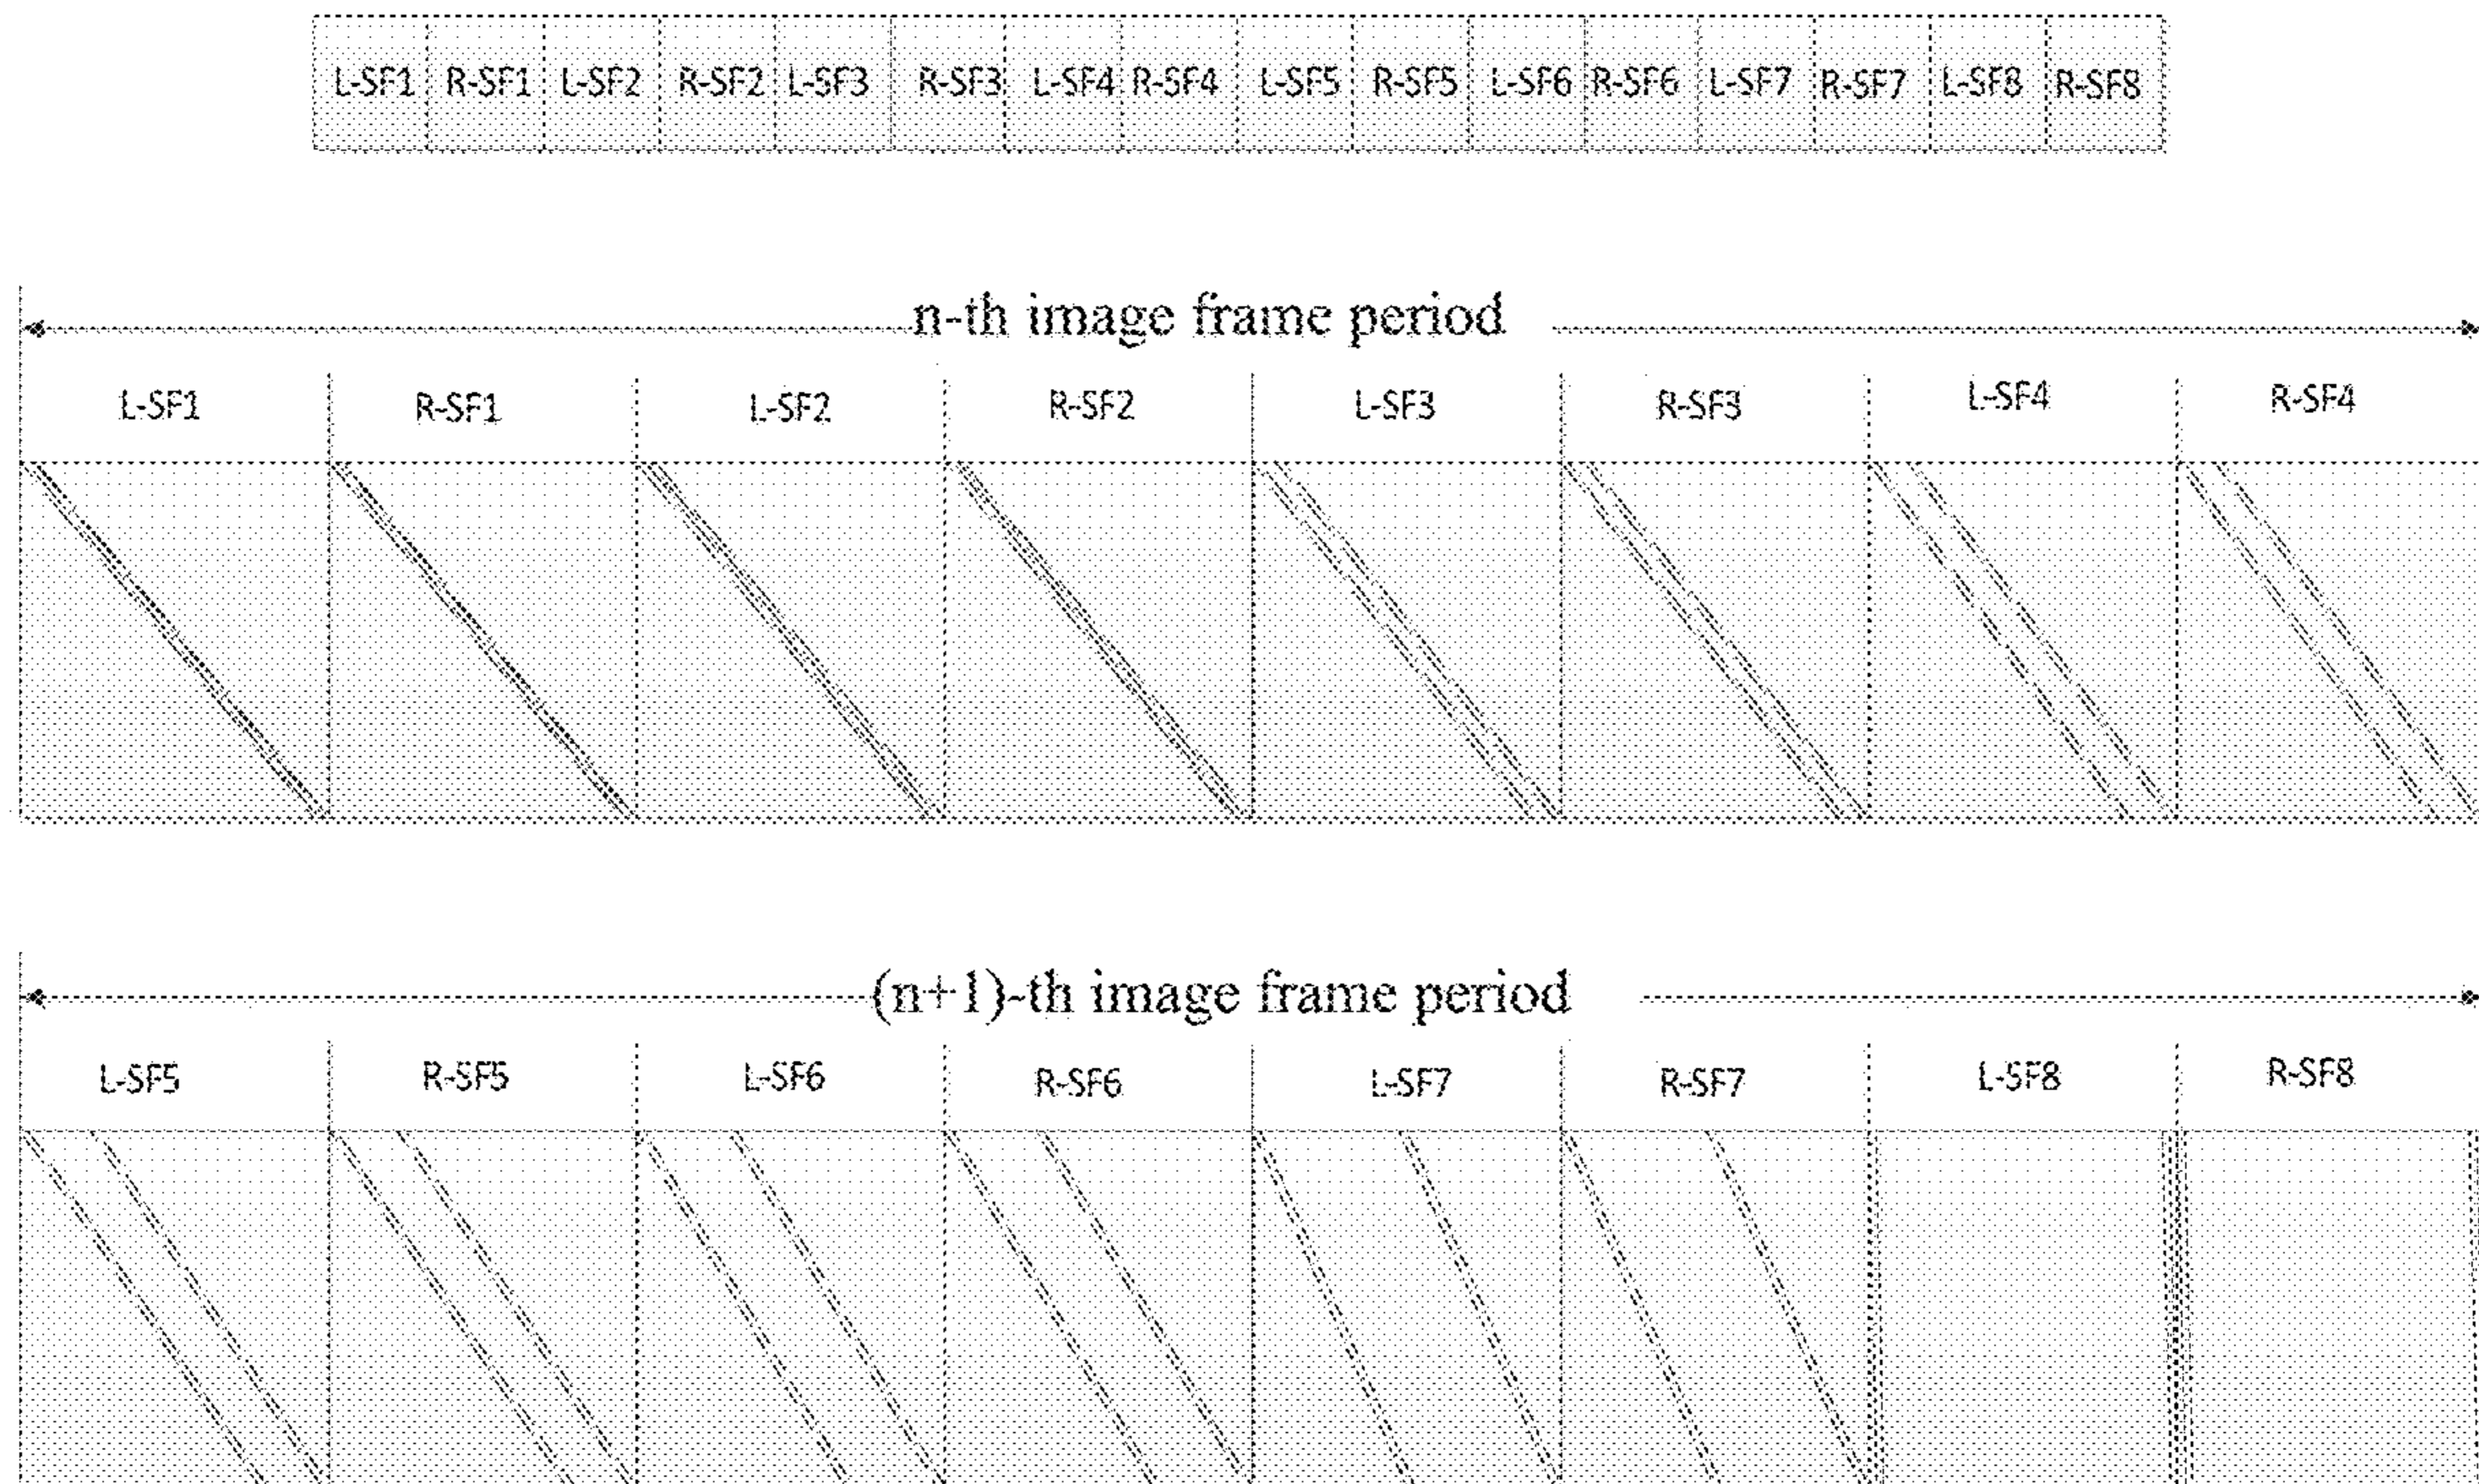 L-SF1 R-SF1 L-SF2 R-SF2 L-SF3 R-SF3 L-SF4 R-SF4 L-SF5 R-SF5 L-SF6 R-SF6 L-SF7 R-SF7 L-SF8 R-SF8
n-th image frame period
L-SF1 R-SF1 L-SF2 R-SF2 L-SF3 R-SF3 L-SF4 R-SF4
(n+1)-th image frame period
L-SF5 R-SF5 L-SF6 R-SF6 L-SF7 R-SF7 L-SF8 R-SF8